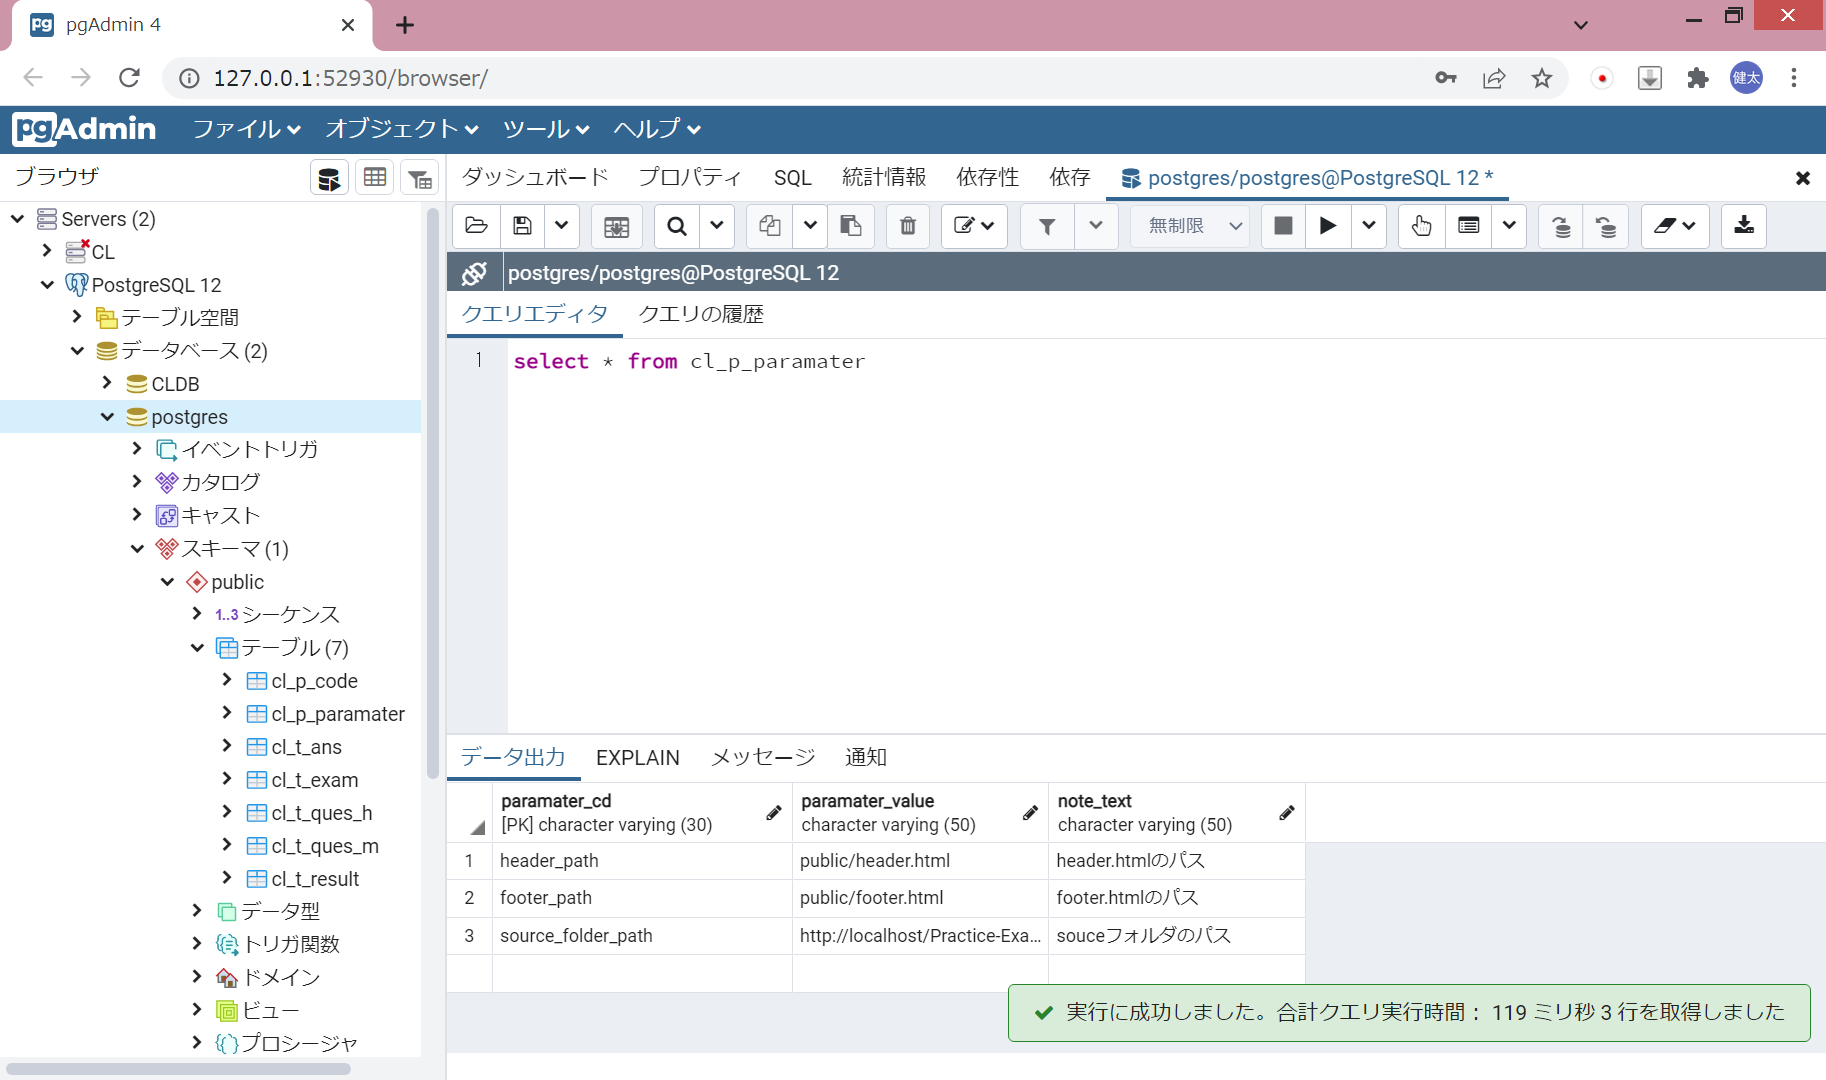 pgAdmin 4
127.0.0.1:52930/browser/
健太
pgAdmin ファイル オブジェクト ツール ヘルプ
ブラウザ
ダッシュボード プロパティ SQL 統計情報 依存性 依存 postgres/postgres@PostgreSQL 12 *
無制限
Servers (2)
CL
PostgreSQL 12
テーブル空間
データベース (2)
CLDB
postgres
イベントトリガ
カタログ
キャスト
スキーマ (1)
public
1..3 シーケンス
テーブル (7)
cl_p_code
cl_p_paramater
cl_t_ans
cl_t_exam
cl_t_ques_h
cl_t_ques_m
cl_t_result
データ型
トリガ関数
ドメイン
ビュー
プロシージャ
postgres/postgres@PostgreSQL 12
クエリエディタ クエリの履歴
1 select * from cl_p_paramater
データ出力 EXPLAIN メッセージ 通知
paramater_cd paramater_value note_text
[PK] character varying (30) character varying (50) character varying (50)
1 header_path public/header.html header.htmlのパス
2 footer_path public/footer.html footer.htmlのパス
3 source_folder_path http://localhost/Practice-Exa... souceフォルダのパス
実行に成功しました。合計クエリ実行時間： 119 ミリ秒 3 行を取得しました